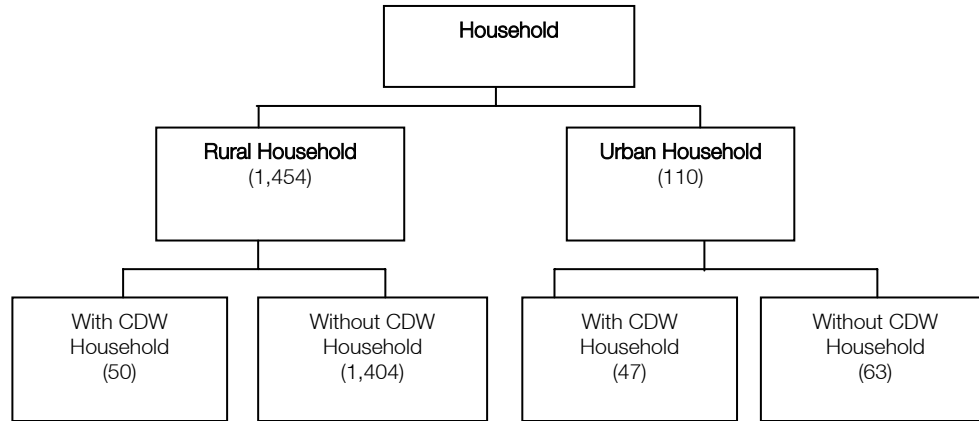 Household
Rural Household
(1,454)
Urban Household
(110)
With CDW
Household
(50)
Without CDW
Household
(1,404)
With CDW
Household
(47)
Without CDW
Household
(63)